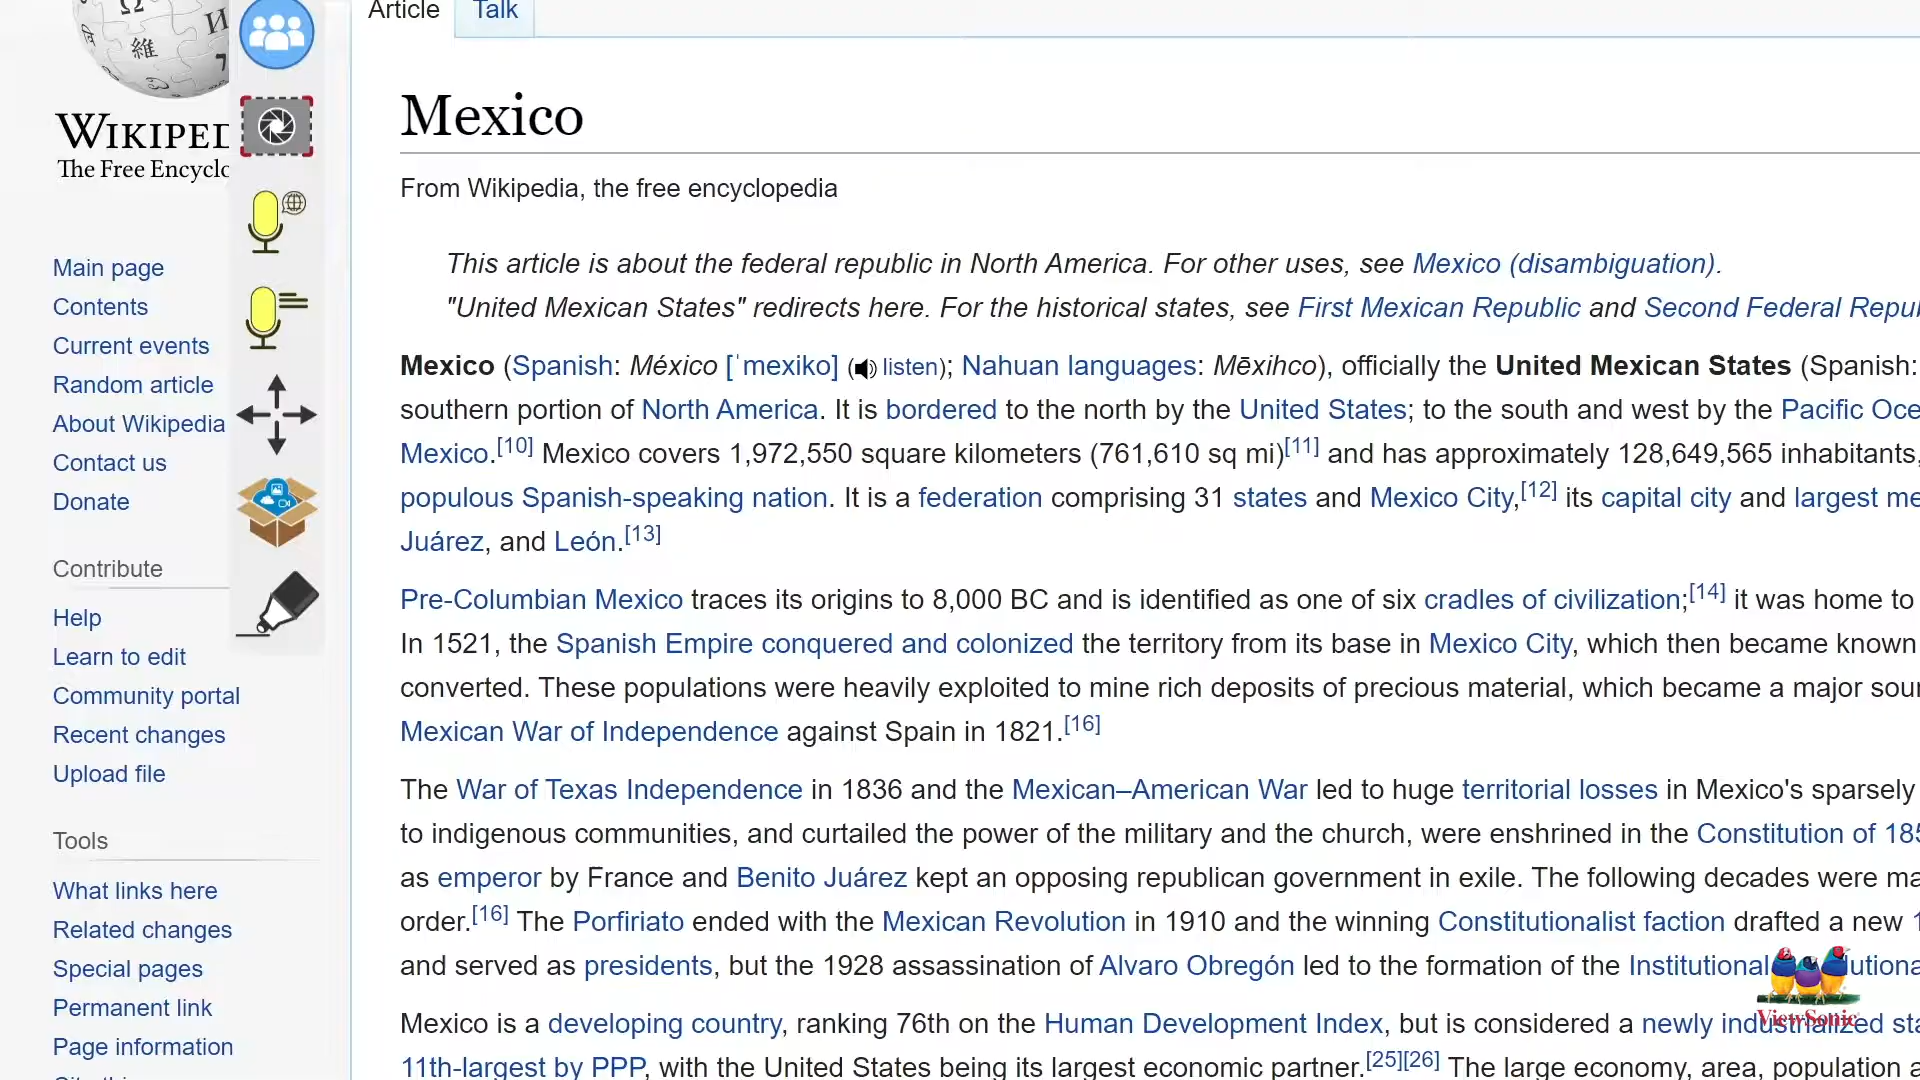 Article Talk
WIKIPED
The Free Encyclo
Main page
Contents
Current events
Random article
About Wikipedia
Contact us
Donate
Contribute
Help
Learn to edit
Community portal
Recent changes
Upload file
Tools
What links here
Related changes
Special pages
Permanent link
Page information
Mexico
From Wikipedia, the free encyclopedia
This article is about the federal republic in North America. For other uses, see Mexico (disambiguation).
"United Mexican States" redirects here. For the historical states, see First Mexican Republic and Second Federal Repu
Mexico (Spanish: México [ˈmexiko] (listen); Nahuan languages: Mēxihco), officially the United Mexican States (Spanish:
southern portion of North America. It is bordered to the north by the United States; to the south and west by the Pacific Oce
Mexico.[10] Mexico covers 1,972,550 square kilometers (761,610 sq mi)[11] and has approximately 128,649,565 inhabitants,
populous Spanish-speaking nation. It is a federation comprising 31 states and Mexico City,[12] its capital city and largest me
Juárez, and León.[13]
Pre-Columbian Mexico traces its origins to 8,000 BC and is identified as one of six cradles of civilization;[14] it was home to
In 1521, the Spanish Empire conquered and colonized the territory from its base in Mexico City, which then became known
converted. These populations were heavily exploited to mine rich deposits of precious material, which became a major sour
Mexican War of Independence against Spain in 1821.[16]
The War of Texas Independence in 1836 and the Mexican–American War led to huge territorial losses in Mexico's sparsely
to indigenous communities, and curtailed the power of the military and the church, were enshrined in the Constitution of 185
as emperor by France and Benito Juárez kept an opposing republican government in exile. The following decades were ma
order.[16] The Porfiriato ended with the Mexican Revolution in 1910 and the winning Constitutionalist faction drafted a new 1
and served as presidents, but the 1928 assassination of Alvaro Obregón led to the formation of the Institutional
Mexico is a developing country, ranking 76th on the Human Development Index, but is considered a newly industrialized sta
11th-largest by PPP, with the United States being its largest economic partner.[25][26] The large economy, area, population a
ViewSonic